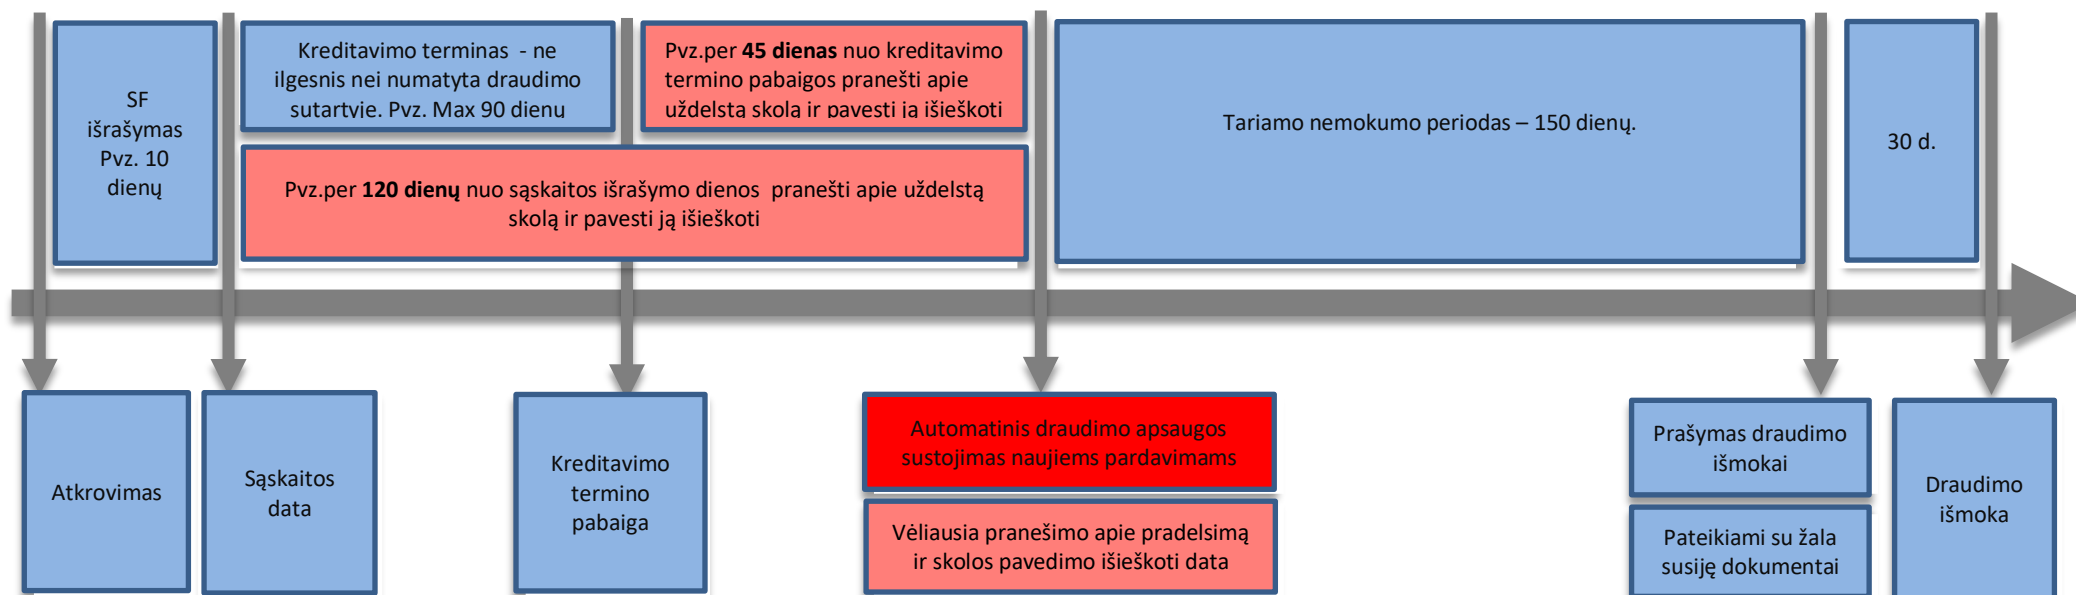 SF
išrašymas
Pvz. 10
dienų
Kreditavimo terminas - ne
ilgesnis nei numatyta draudimo
sutartyje. Pvz. Max 90 dienų
Pvz.per 45 dienas nuo kreditavimo
termino pabaigos pranešti apie
uždelstą skolą ir pavesti ją išieškoti
Pvz.per 120 dienų nuo sąskaitos išrašymo dienos pranešti apie uždelstą
skolą ir pavesti ją išieškoti
Tariamo nemokumo periodas – 150 dienų.
30 d.
Atkrovimas
Sąskaitos
data
Kreditavimo
termino
pabaiga
Automatinis draudimo apsaugos
sustojimas naujiems pardavimams
Vėliausia pranešimo apie pradelsimą
ir skolos pavedimo išieškoti data
Prašymas draudimo
išmokai
Pateikiami su žala
susiję dokumentai
Draudimo
išmoka